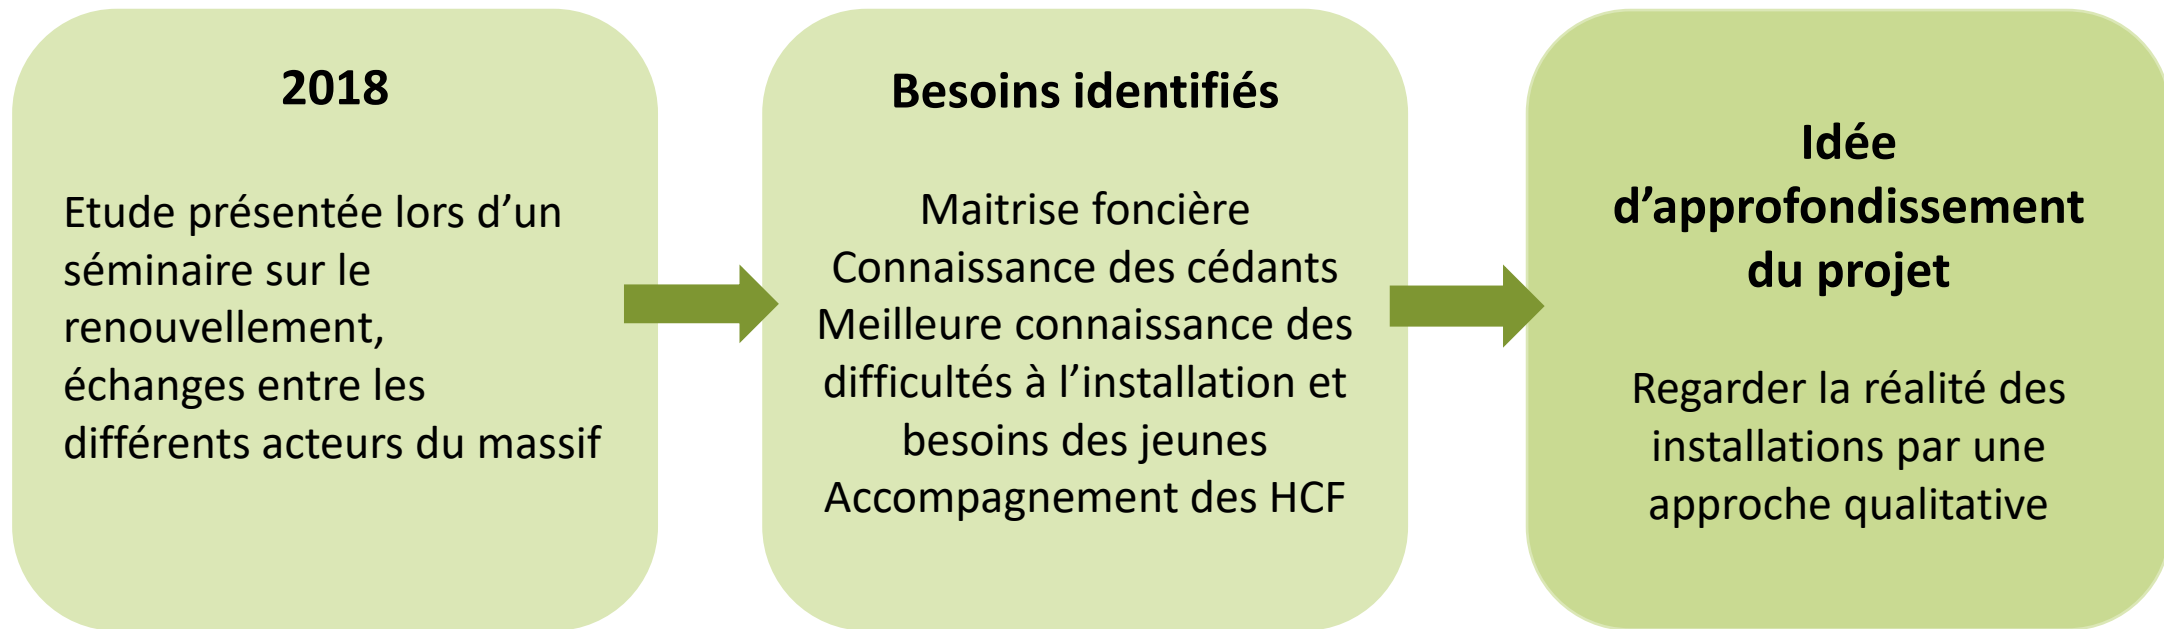 2018
Etude présentée lors d’un
séminaire sur le
renouvellement,
échanges entre les
différents acteurs du massif
Besoins identifiés
Maitrise foncière
Connaissance des cédants
Meilleure connaissance des
difficultés à l’installation et
besoins des jeunes
Accompagnement des HCF
Idée
d’approfondissement
du projet
Regarder la réalité des
installations par une
approche qualitative